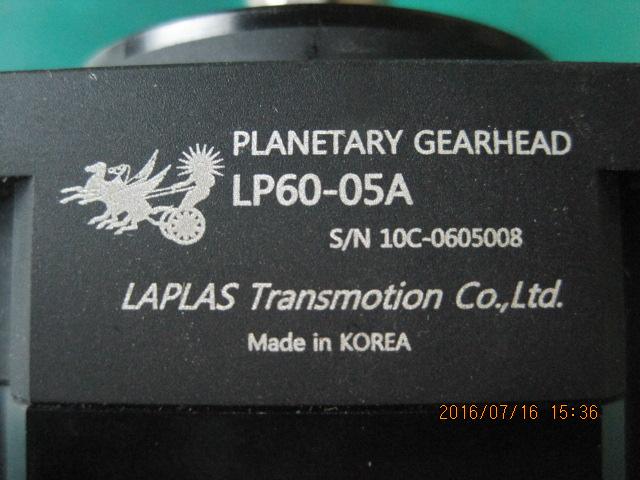 PLANETARY GEARHEAD
LP60-05A
S/N 10C-0605008
LAPLAS Transmotion Co.,Ltd.
Made in KOREA
2016/07/16 15:36